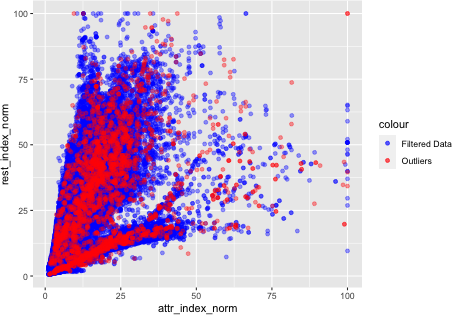 100
75
50
25
0
rest_index_norm
0
25
50
75
100
attr_index_norm
colour
Filtered Data
Outliers